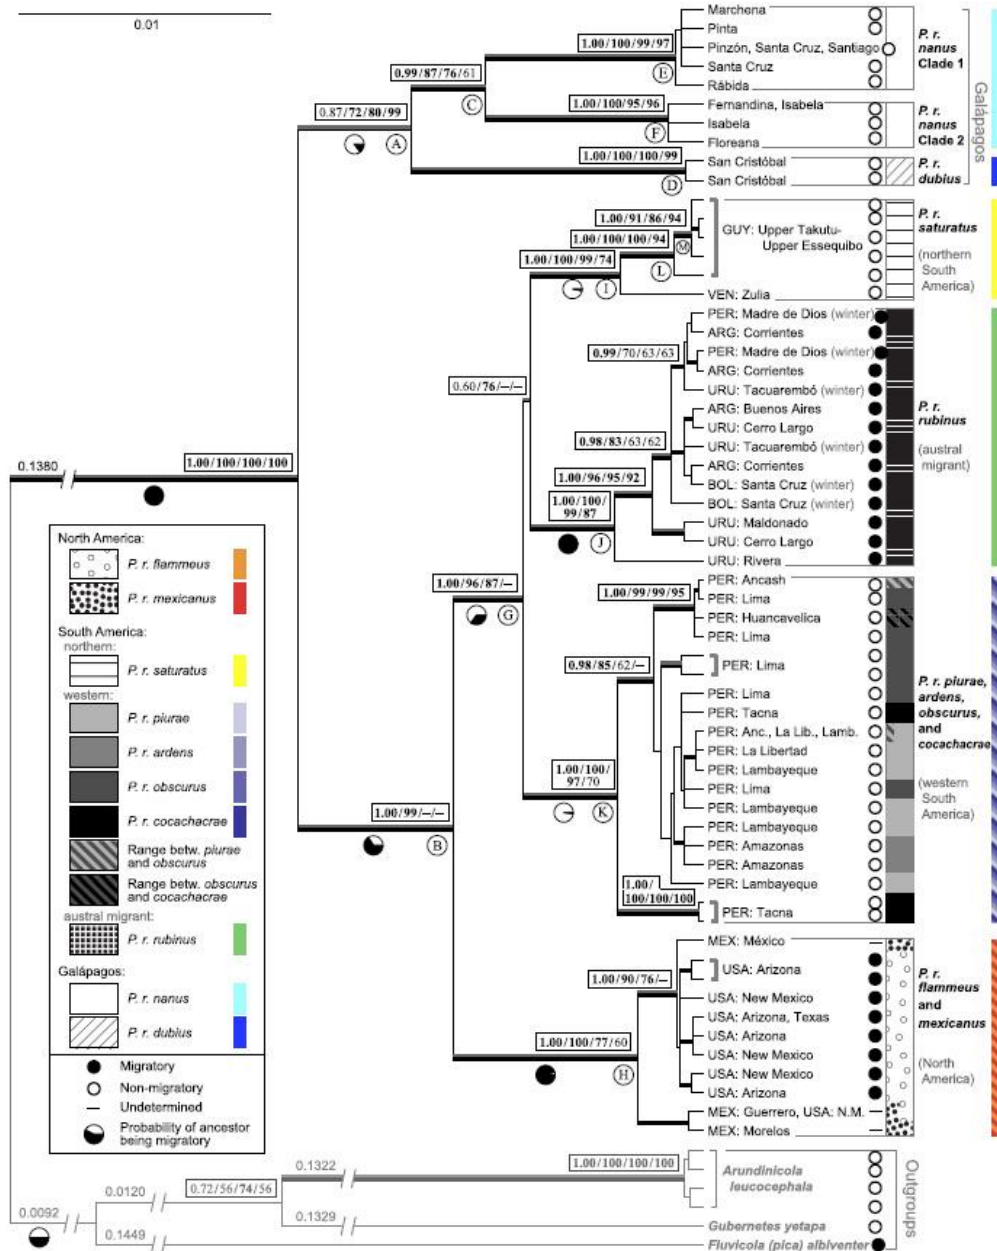 0.01
Marchena
Pinta
Pinzón, Santa Cruz, Santiago
Santa Cruz
Rábida
P. r.
nanus
Clade 1
1.00/100/99/97
E
0.99/87/76/61
C
Fernandina, Isabela
Isabela
Floreana
P. r.
nanus
Clade 2
Galápagos
1.00/100/95/96
F
0.87/72/80/99
A
San Cristóbal
San Cristóbal
P. r.
dubius
1.00/100/100/99
D
GUY: Upper Takutu-
Upper Essequibo
VEN: Zulia
P. r.
saturatus
(northern
South
America)
1.00/91/86/94
M
1.00/100/100/94
L
1.00/100/99/74
I
PER: Madre de Dios (winter)
ARG: Corrientes
PER: Madre de Dios (winter)
ARG: Corrientes
URU: Tacuarembó (winter)
ARG: Buenos Aires
URU: Cerro Largo
URU: Tacuarembó (winter)
ARG: Corrientes
BOL: Santa Cruz (winter)
BOL: Santa Cruz (winter)
URU: Maldonado
URU: Cerro Largo
URU: Rivera
P. r.
rubinus
(austral
migrant)
0.99/70/63/63
0.60/76/—/—
0.98/83/63/62
1.00/96/95/92
1.00/100/
99/87
J
0.1380
1.00/100/100/100
1.00/96/87/—
G
PER: Ancash
PER: Lima
PER: Huancavelica
PER: Lima
PER: Lima
PER: Lima
PER: Tacna
PER: Anc., La Lib., Lamb.
PER: La Libertad
PER: Lambayeque
PER: Lima
PER: Lambayeque
PER: Lambayeque
PER: Amazonas
PER: Amazonas
PER: Lambayeque
PER: Tacna
P. r. piurae,
ardens,
obscurus,
and
cocachacrae
(western
South
America)
1.00/99/99/95
0.98/85/62/—
1.00/100/
97/70
K
1.00/
100/100/100
1.00/99/—/—
B
MEX: México
USA: Arizona
USA: New Mexico
USA: Arizona, Texas
USA: Arizona
USA: New Mexico
USA: New Mexico
USA: Arizona
MEX: Guerrero, USA: N.M.
MEX: Morelos
P. r.
flammeus
and
mexicanus
(North
America)
1.00/90/76/—
1.00/100/77/60
H
North America:
P. r. flammeus
P. r. mexicanus
South America:
northern:
P. r. saturatus
western:
P. r. piurae
P. r. ardens
P. r. obscurus
P. r. cocachacrae
Range betw. piurae
and obscurus
Range betw. obscurus
and cocachacrae
austral migrant:
P. r. rubinus
Galápagos:
P. r. nanus
P. r. dubius
Migratory
Non-migratory
Undetermined
Probability of ancestor
being migratory
0.1322
1.00/100/100/100
Arundinicola
leucocephala
0.0120
0.72/56/74/56
0.0092
0.1329
Gubernetes yetapa
0.1449
Fluvicola (pica) albiventer
Outgroups